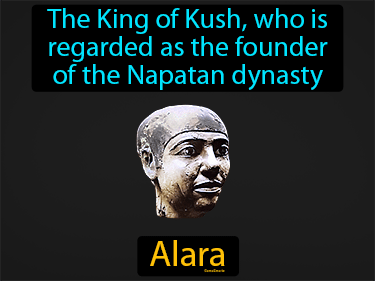 The King of Kush, who is
regarded as the founder
of the Napatan dynasty
Alara